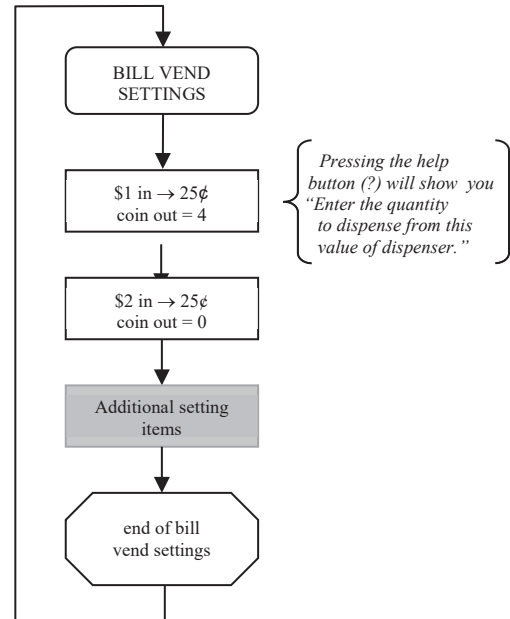 BILL VEND
SETTINGS
$1 in → 25¢
coin out = 4
Pressing the help
button (?) will show you
“Enter the quantity
to dispense from this
value of dispenser.”
$2 in → 25¢
coin out = 0
Additional setting
items
end of bill
vend settings